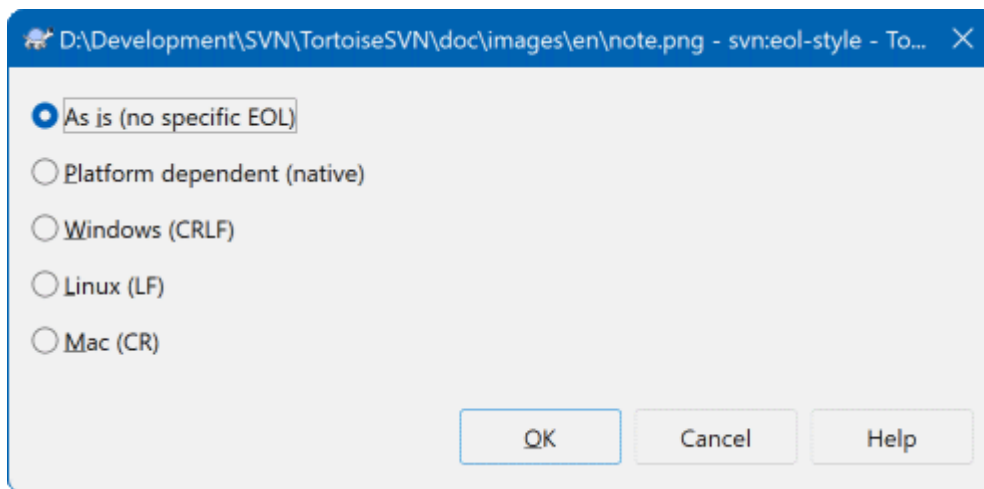 D:\Development\SVN\TortoiseSVN\doc\images\en\note.png - svn:eol-style - To...
As is (no specific EOL)
Platform dependent (native)
Windows (CRLF)
Linux (LF)
Mac (CR)
OK Cancel Help